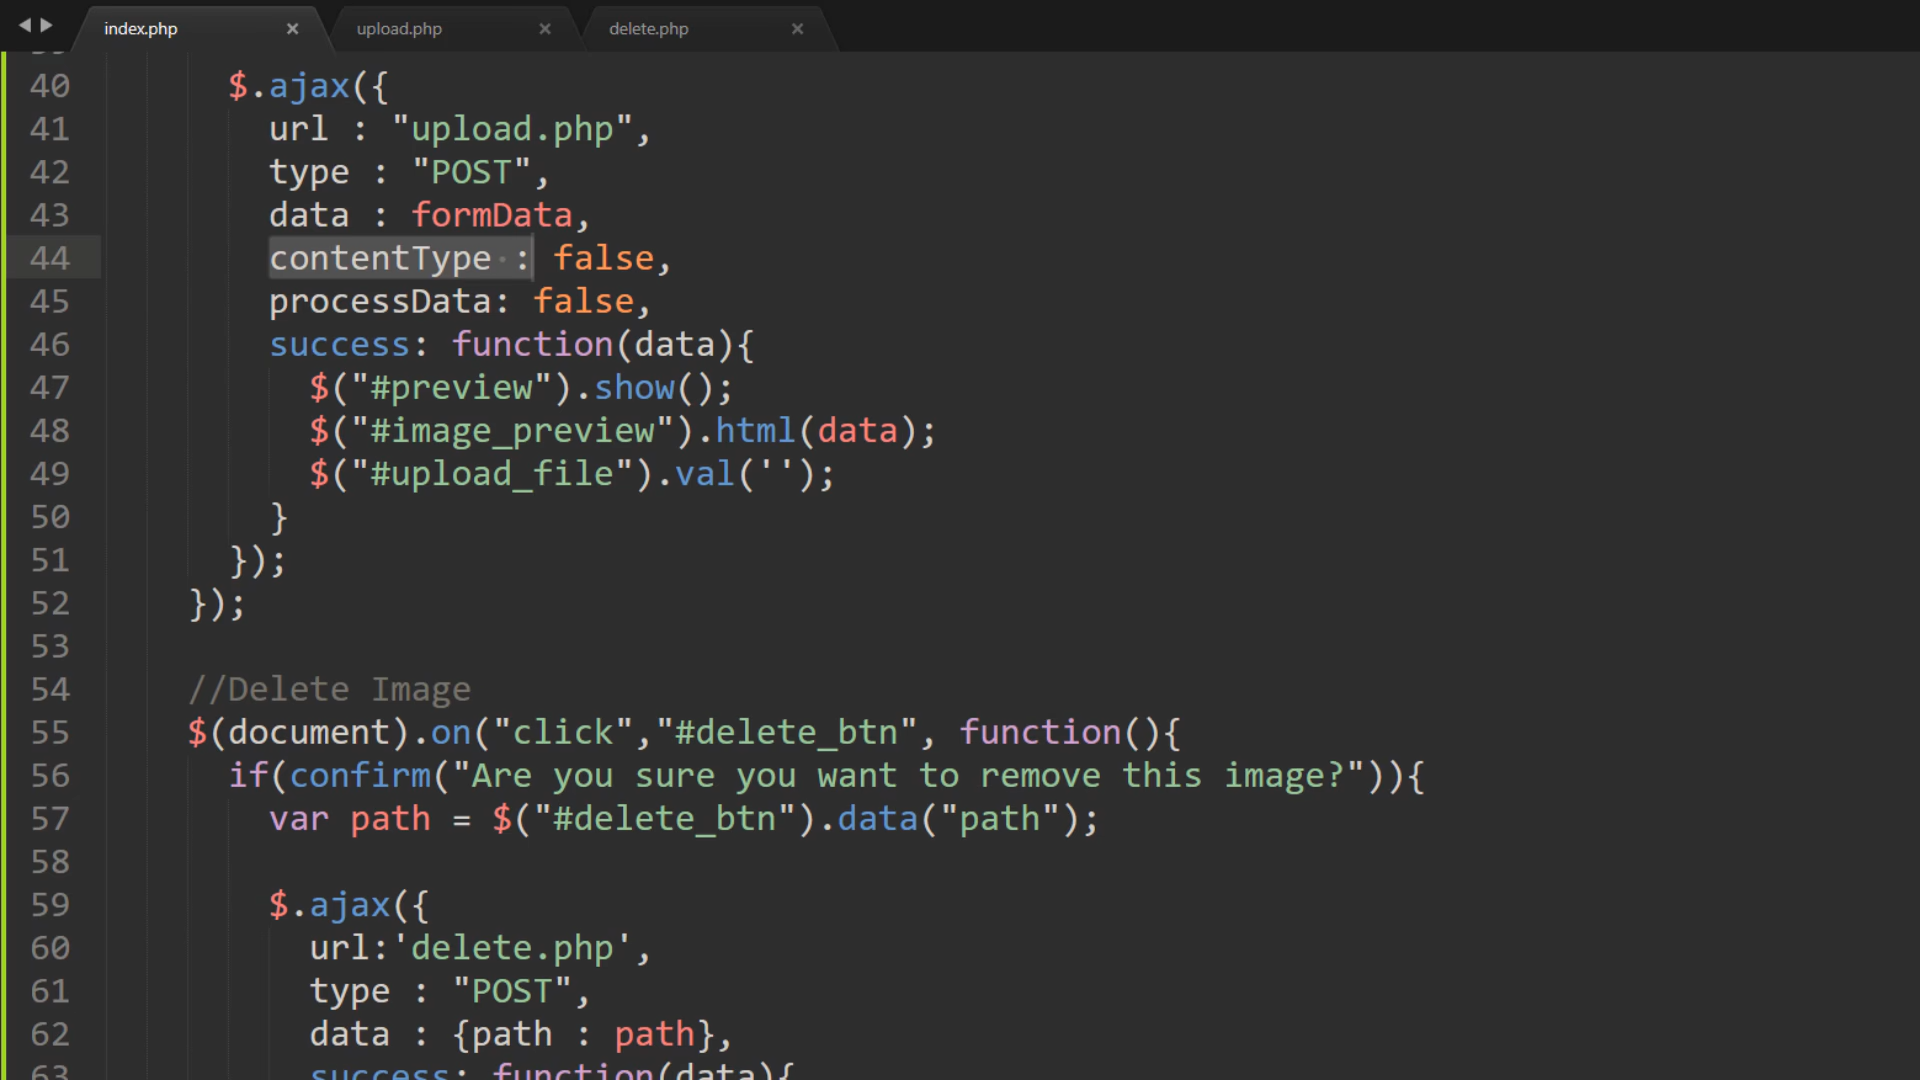 index.php × upload.php × delete.php ×
40 $.ajax({
41 url : "upload.php",
42 type : "POST",
43 data : formData,
44 contentType : false,
45 processData: false,
46 success: function(data){
47 $("#preview").show();
48 $("#image_preview").html(data);
49 $("#upload_file").val('');
50 }
51 });
52 });
53
54 //Delete Image
55 $(document).on("click","#delete_btn", function(){
56 if(confirm("Are you sure you want to remove this image?")){
57 var path = $("#delete_btn").data("path");
58
59 $.ajax({
60 url:'delete.php',
61 type : "POST",
62 data : {path : path},
63 success: function(data){